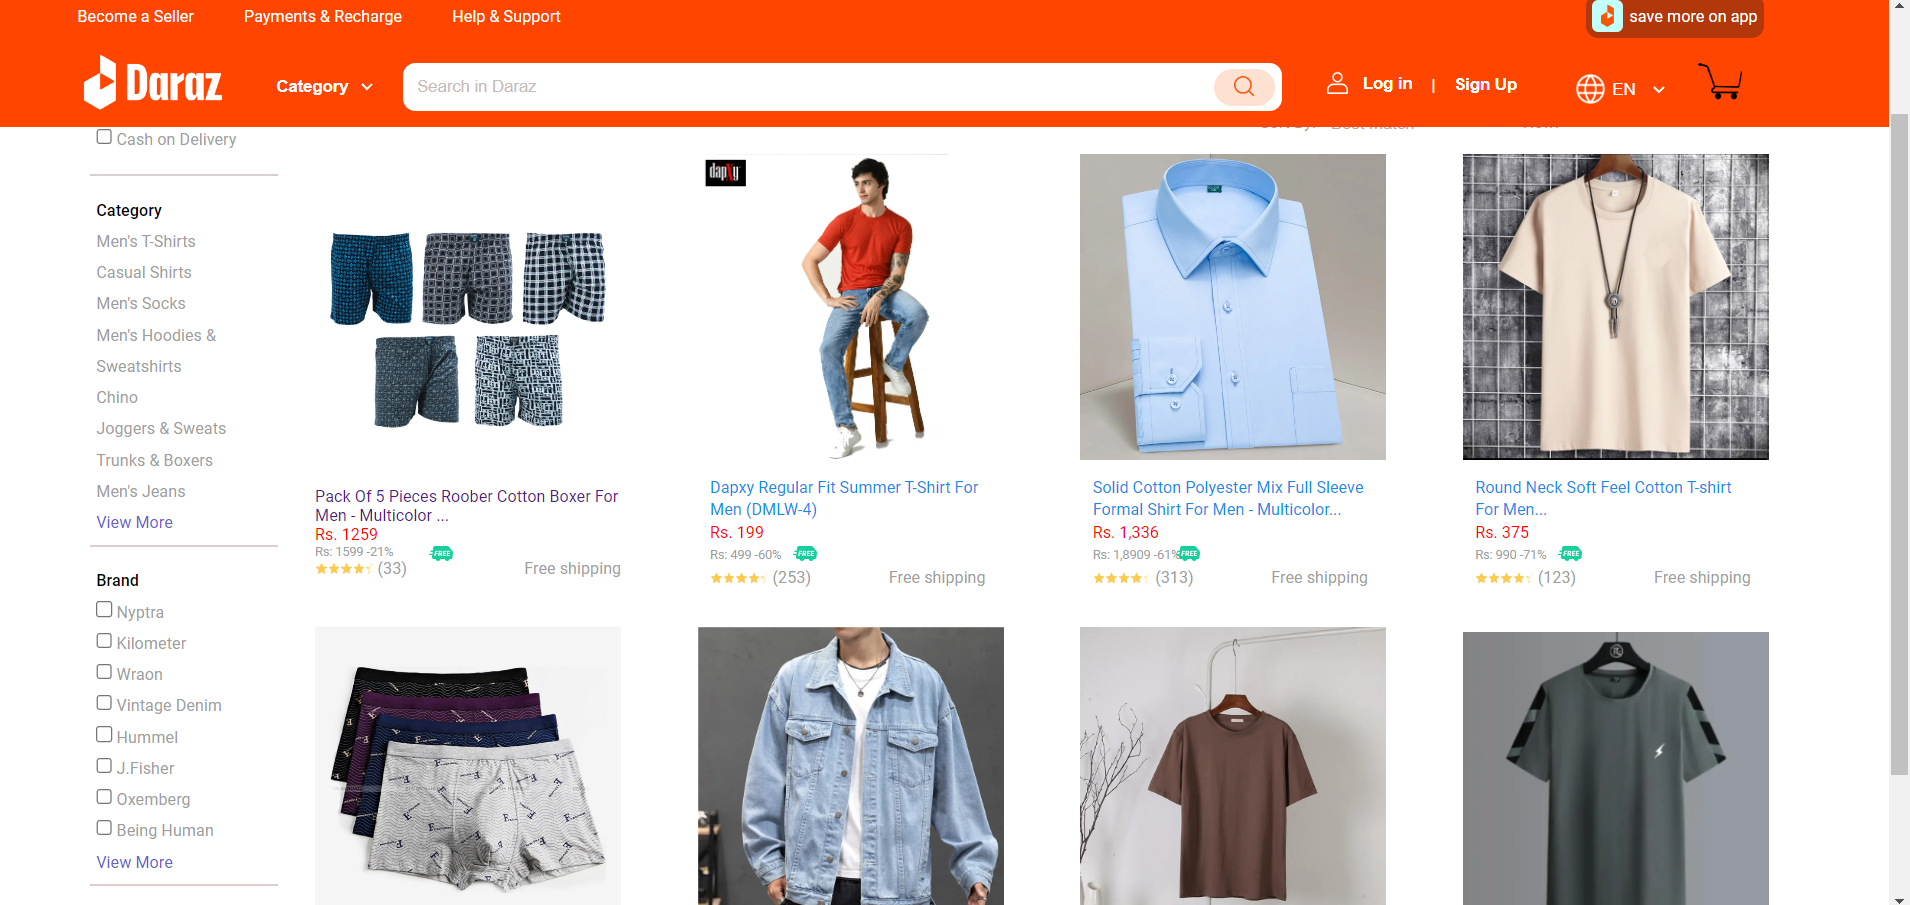 Become a Seller
Payments & Recharge
Help & Support
save more on app
Daraz
Category
Search in Daraz
Log in
|
Sign Up
EN
Cash on Delivery
Category
Men's T-Shirts
Casual Shirts
Men's Socks
Men's Hoodies &
Sweatshirts
Chino
Joggers & Sweats
Trunks & Boxers
Men's Jeans
View More
Brand
Nyptra
Kilometer
Wraon
Vintage Denim
Hummel
J.Fisher
Oxemberg
Being Human
View More
Pack Of 5 Pieces Roober Cotton Boxer For
Men - Multicolor ...
Rs. 1259
Rs: 1599 -21%
FREE
(33)
Free shipping
dapxy
Dapxy Regular Fit Summer T-Shirt For
Men (DMLW-4)
Rs. 199
Rs: 499 -60%
FREE
(253)
Free shipping
Solid Cotton Polyester Mix Full Sleeve
Formal Shirt For Men - Multicolor...
Rs. 1,336
Rs: 1,8909 -61%
FREE
(313)
Free shipping
Round Neck Soft Feel Cotton T-shirt
For Men...
Rs. 375
Rs: 990 -71%
FREE
(123)
Free shipping